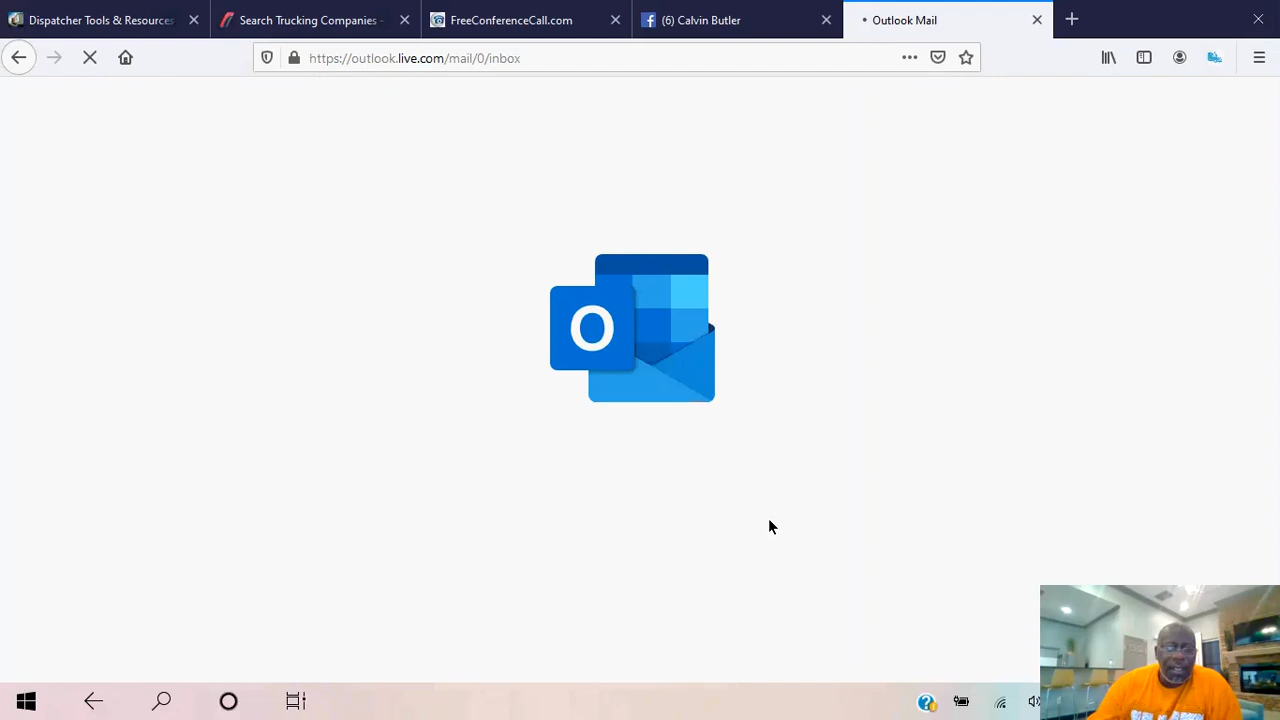 Dispatcher Tools & Resources
Search Trucking Companies -
FreeConferenceCall.com
(6) Calvin Butler
Outlook Mail
https://outlook.live.com/mail/0/inbox
O